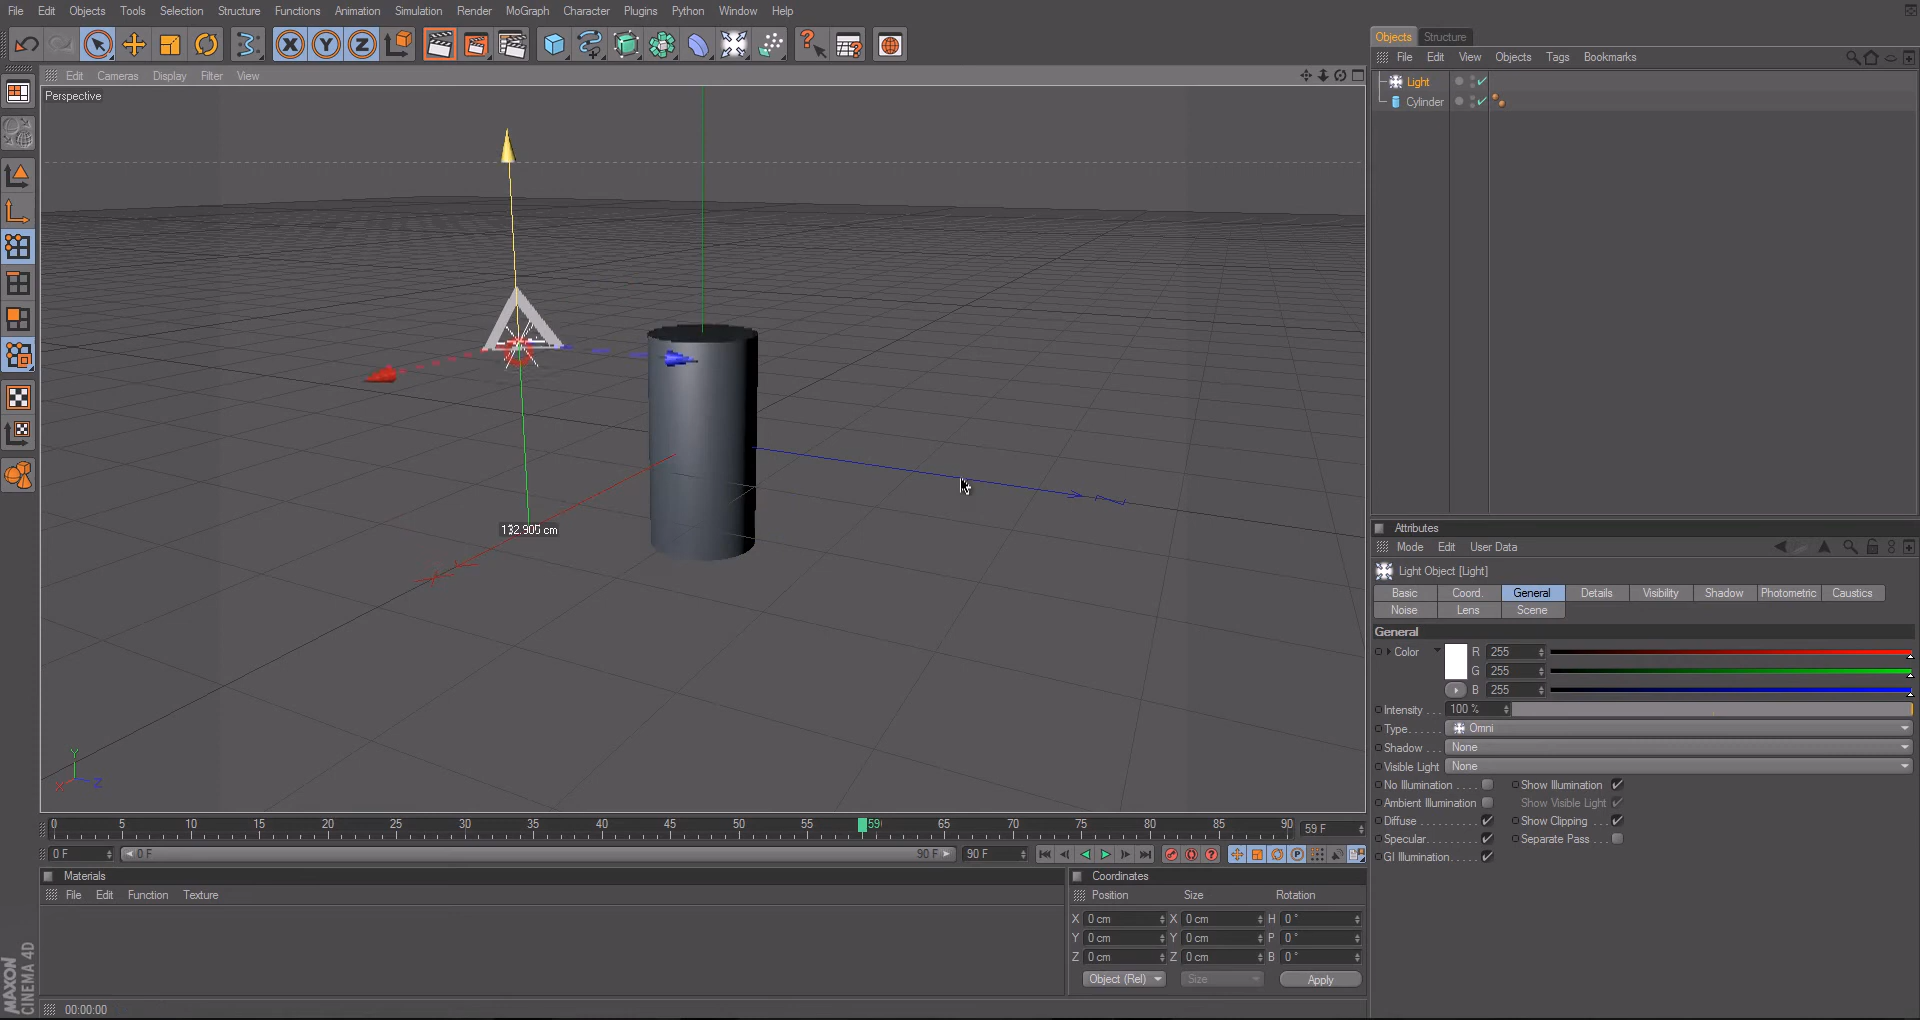 File Edit Objects Tools Selection Structure Functions Animation Simulation Render MoGraph Character Plugins Python Window Help
Edit Cameras Display Filter View
Perspective
Objects Structure
File Edit View Objects Tags Bookmarks
Light
Cylinder
Attributes
Mode Edit User Data
Light Object [Light]
Basic Coord. General Details Visibility Shadow Photometric Caustics
Noise Lens Scene
General
Color R 255
G 255
B 255
Intensity . . . 100 %
Type. . . . . . Omni
Shadow . . . None
Visible Light None
No Illumination . . . . Show Illumination
Ambient Illumination Show Visible Light
Diffuse . . . . . . . . . Show Clipping . . .
Specular. . . . . . . . Separate Pass . . .
GI Illumination. . . . .
X Y Z
Y
X Z
0 5 10 15 20 25 30 35 40 45 50 55 59 65 70 75 80 85 90 59 F
0 F 0 F 90 F 90 F
Materials
File Edit Function Texture
Coordinates
Position Size Rotation
X 0 cm X 0 cm H 0 °
Y 0 cm Y 0 cm P 0 °
Z 0 cm Z 0 cm B 0 °
Object (Rel) Size Apply
MAXON
CINEMA 4D
00:00:00